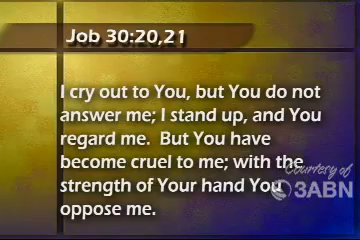 Job 30:20,21
I cry out to You, but You do not
answer me; I stand up, and You
regard me. But You have
become cruel to me; with the
strength of Your hand You
oppose me.
Courtesy of
3ABN